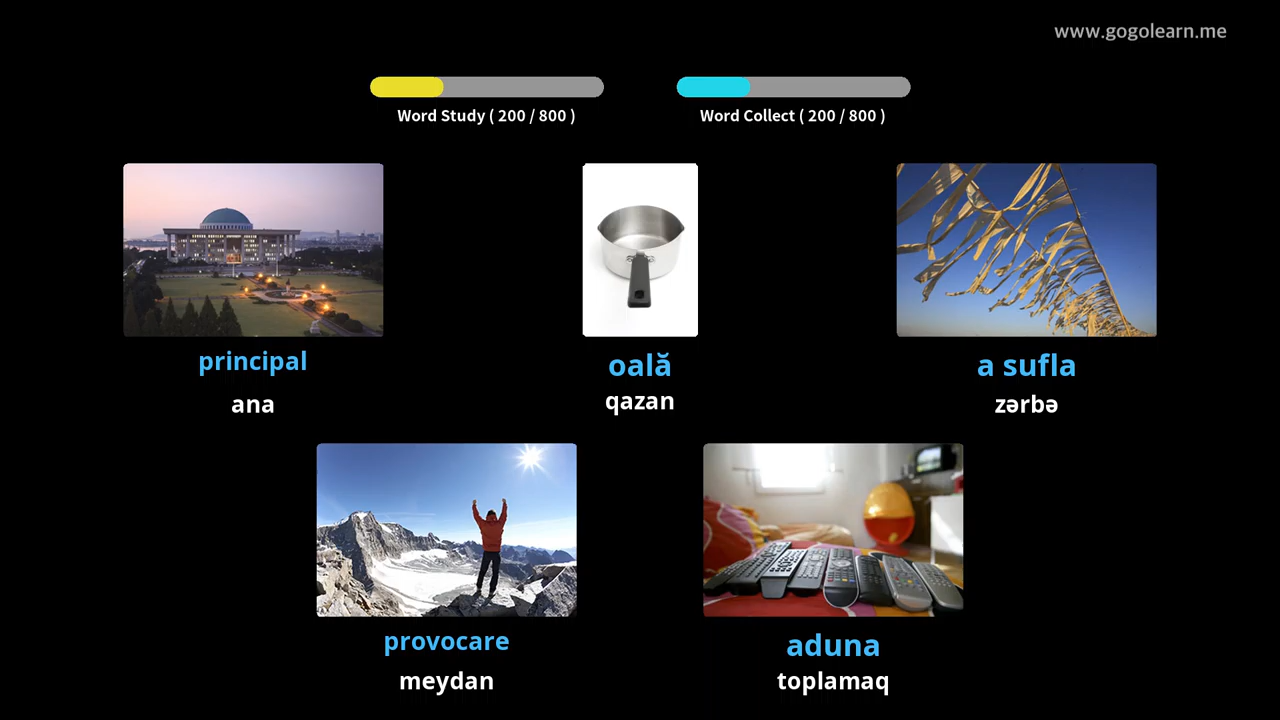 www.gogolearn.me
Word Study ( 200 / 800 )
Word Collect ( 200 / 800 )
principal
ana
oală
qazan
a sufla
zərbə
provocare
meydan
aduna
toplamaq